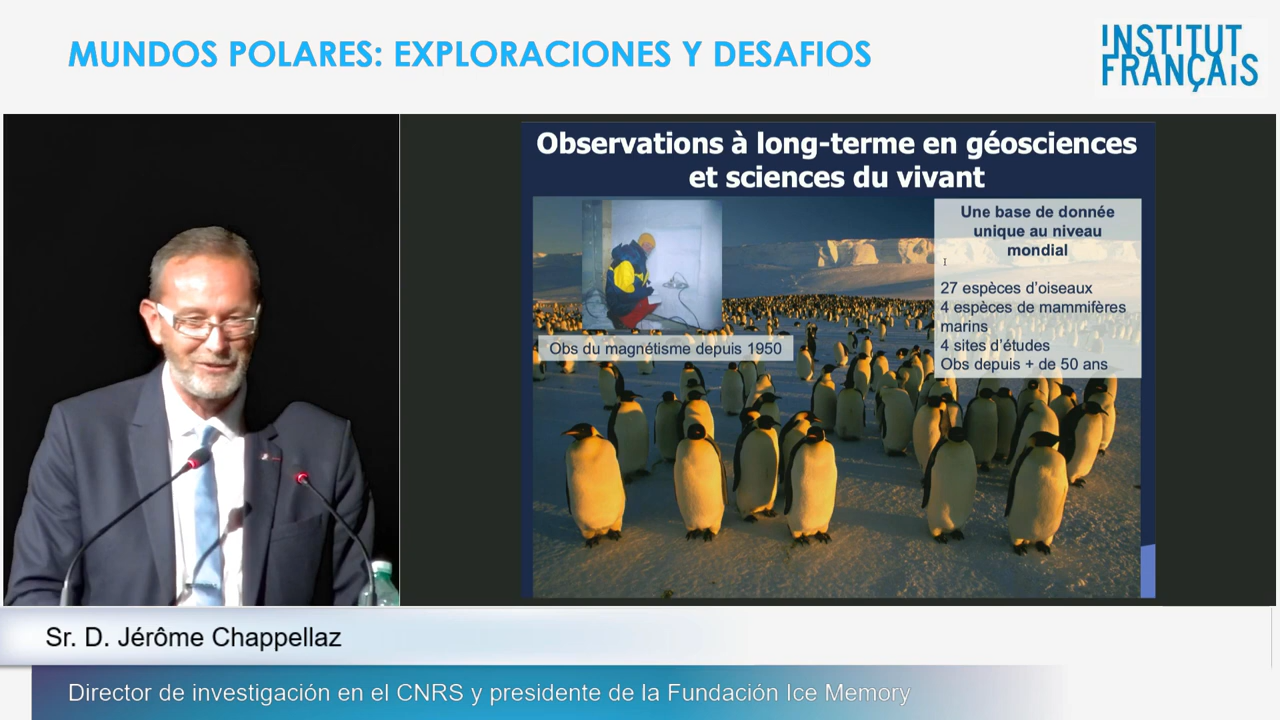 MUNDOS POLARES: EXPLORACIONES Y DESAFIOS
INSTITUT
FRANÇAIS
Observations à long-terme en géosciences
et sciences du vivant
Une base de donnée
unique au niveau
mondial
27 espèces d'oiseaux
4 espèces de mammifères
marins
4 sites d'études
Obs depuis + de 50 ans
Obs du magnétisme depuis 1950
Sr. D. Jérôme Chappellaz
Director de investigación en el CNRS y presidente de la Fundación Ice Memory